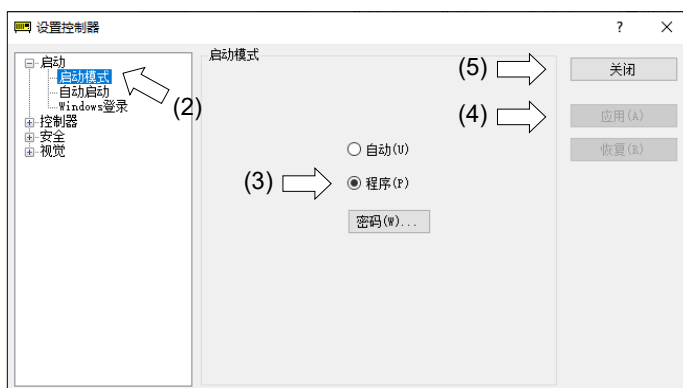 设置控制器
启动
启动模式
自动启动
Windows登录
控制器
安全
视觉
(2)
启动模式
自动(U)
(3)
程序(P)
密码(W)...
(5)
关闭
(4)
应用(A)
恢复(R)